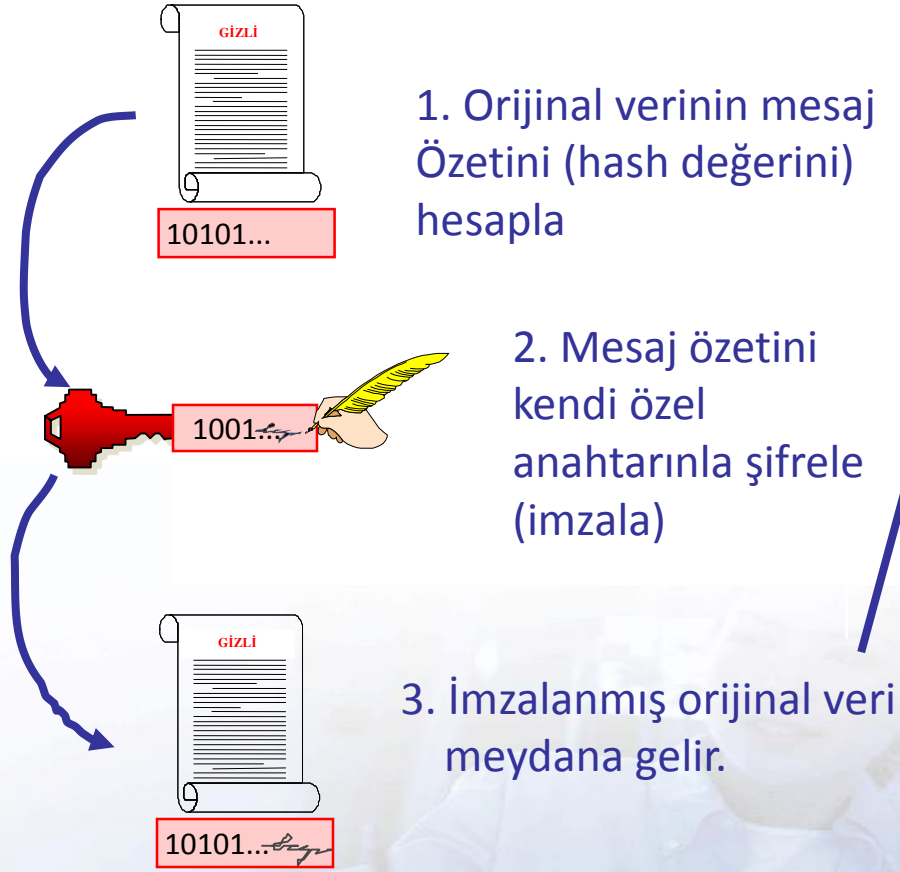 GİZLİ
10101...
1. Orijinal verinin mesaj
Özetini (hash değerini)
hesapla
1001...
2. Mesaj özetini
kendi özel
anahtarınla şifrele
(imzala)
GİZLİ
10101...
3. İmzalanmış orijinal veri
meydana gelir.